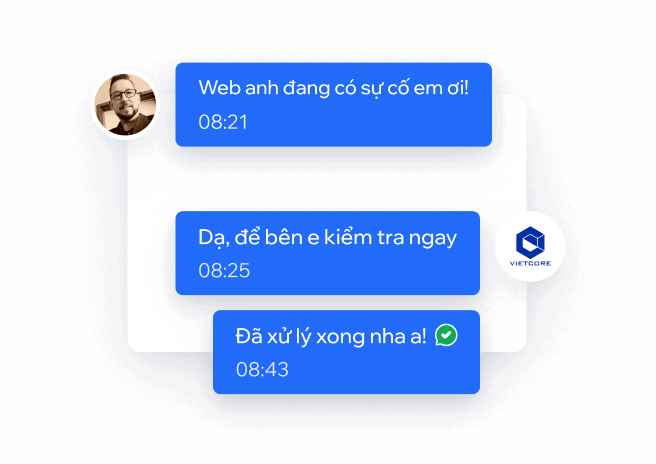 Web anh đang có sự cố em ơi!
08:21
Dạ, để bên e kiểm tra ngay
08:25
VIETCORE
Đã xử lý xong nha a!
08:43